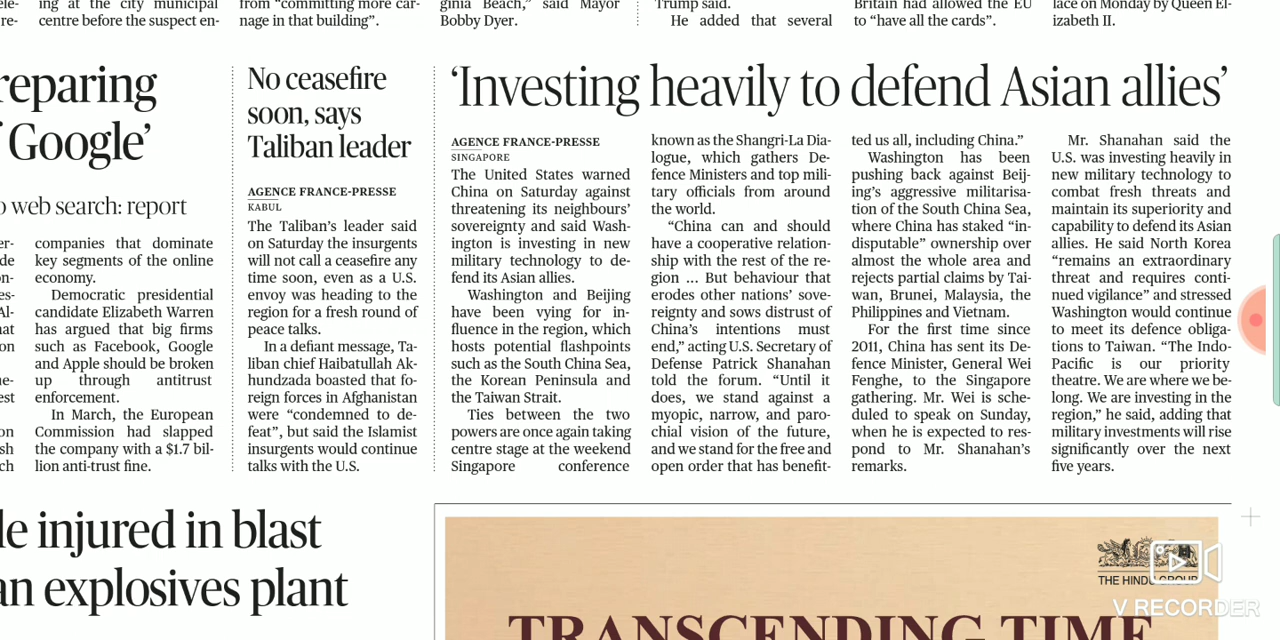 ing at the city municipal
centre before the suspect en-
from “committing more car-
nage in that building”.
ginia Beach,” said Mayor
Bobby Dyer.
Trump said.
He added that several
Britain had allowed the EU
to “have all the cards”.
lace on Monday by Queen El-
izabeth II.
reparing
f Google’
o web search: report
companies that dominate
key segments of the online
economy.
Democratic presidential
candidate Elizabeth Warren
has argued that big firms
such as Facebook, Google
and Apple should be broken
up through antitrust
enforcement.
In March, the European
Commission had slapped
the company with a $1.7 bil-
lion anti-trust fine.
No ceasefire
soon, says
Taliban leader
AGENCE FRANCE-PRESSE
KABUL
The Taliban’s leader said
on Saturday the insurgents
will not call a ceasefire any
time soon, even as a U.S.
envoy was heading to the
region for a fresh round of
peace talks.
In a defiant message, Ta-
liban chief Haibatullah Ak-
hundzada boasted that fo-
reign forces in Afghanistan
were “condemned to de-
feat”, but said the Islamist
insurgents would continue
talks with the U.S.
‘Investing heavily to defend Asian allies’
AGENCE FRANCE-PRESSE
SINGAPORE
The United States warned
China on Saturday against
threatening its neighbours’
sovereignty and said Wash-
ington is investing in new
military technology to de-
fend its Asian allies.
Washington and Beijing
have been vying for in-
fluence in the region, which
hosts potential flashpoints
such as the South China Sea,
the Korean Peninsula and
the Taiwan Strait.
Ties between the two
powers are once again taking
centre stage at the weekend
Singapore conference
known as the Shangri-La Dia-
logue, which gathers De-
fence Ministers and top mili-
tary officials from around
the world.
“China can and should
have a cooperative relation-
ship with the rest of the re-
gion ... But behaviour that
erodes other nations’ sove-
reignty and sows distrust of
China’s intentions must
end,” acting U.S. Secretary of
Defense Patrick Shanahan
told the forum. “Until it
does, we stand against a
myopic, narrow, and paro-
chial vision of the future,
and we stand for the free and
open order that has benefit-
ted us all, including China.”
Washington has been
pushing back against Beij-
ing’s aggressive militarisa-
tion of the South China Sea,
where China has staked “in-
disputable” ownership over
almost the whole area and
rejects partial claims by Tai-
wan, Brunei, Malaysia, the
Philippines and Vietnam.
For the first time since
2011, China has sent its De-
fence Minister, General Wei
Fenghe, to the Singapore
gathering. Mr. Wei is sche-
duled to speak on Sunday,
when he is expected to res-
pond to Mr. Shanahan’s
remarks.
Mr. Shanahan said the
U.S. was investing heavily in
new military technology to
combat fresh threats and
maintain its superiority and
capability to defend its Asian
allies. He said North Korea
“remains an extraordinary
threat and requires conti-
nued vigilance” and stressed
Washington would continue
to meet its defence obliga-
tions to Taiwan. “The Indo-
Pacific is our priority
theatre. We are where we be-
long. We are investing in the
region,” he said, adding that
military investments will rise
significantly over the next
five years.
le injured in blast
an explosives plant
THE HINDU GROUP
V RECORDER
TRANSCENDING TIME